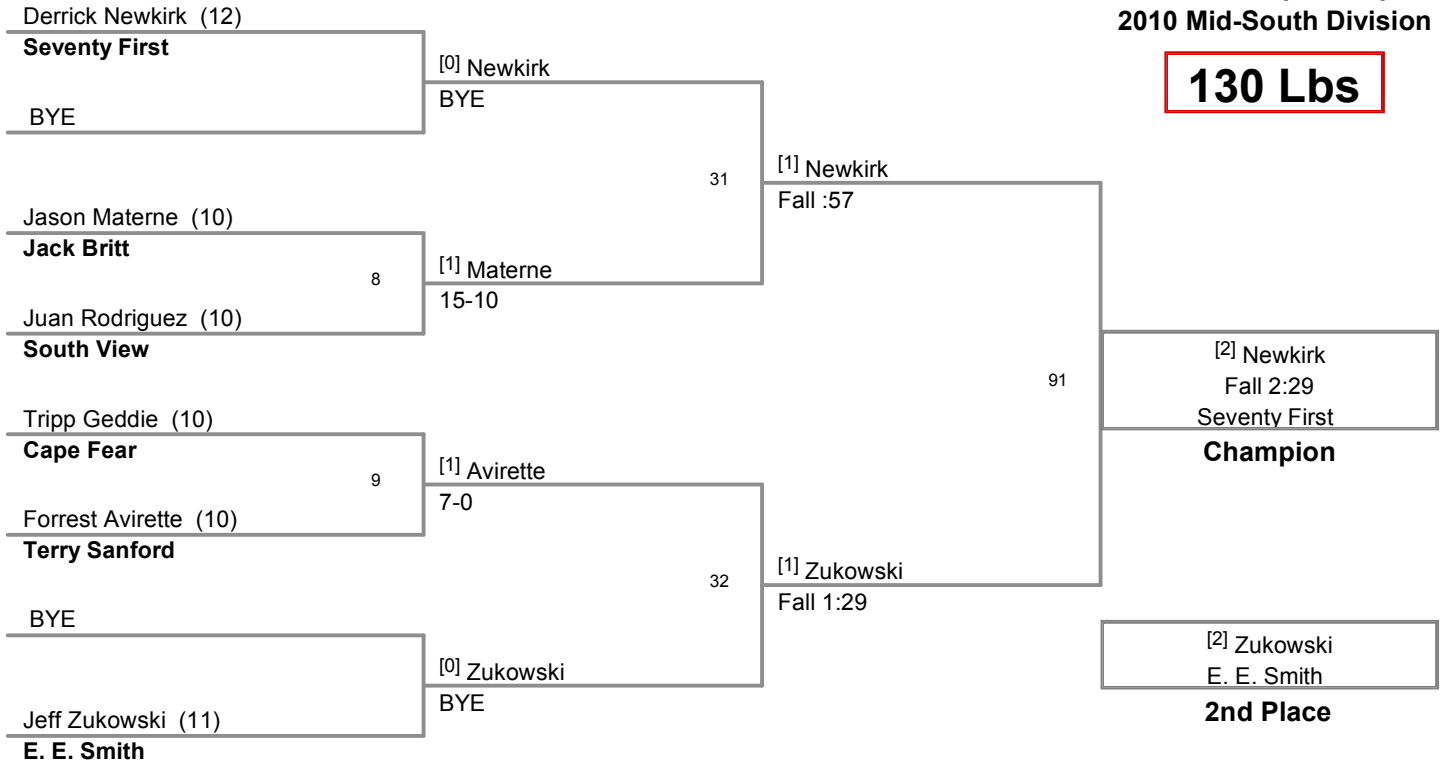 Derrick Newkirk (12)
Seventy First
BYE
Jason Materne (10)
Jack Britt
Juan Rodriguez (10)
South View
Tripp Geddie (10)
Cape Fear
Forrest Avirette (10)
Terry Sanford
BYE
Jeff Zukowski (11)
E. E. Smith
8
9
[0] Newkirk
BYE
[1] Materne
15-10
[1] Avirette
7-0
[0] Zukowski
BYE
31
32
[1] Newkirk
Fall :57
[1] Zukowski
Fall 1:29
91
2010 Mid-South Division
130 Lbs
[2] Newkirk
Fall 2:29
Seventy First
Champion
[2] Zukowski
E. E. Smith
2nd Place